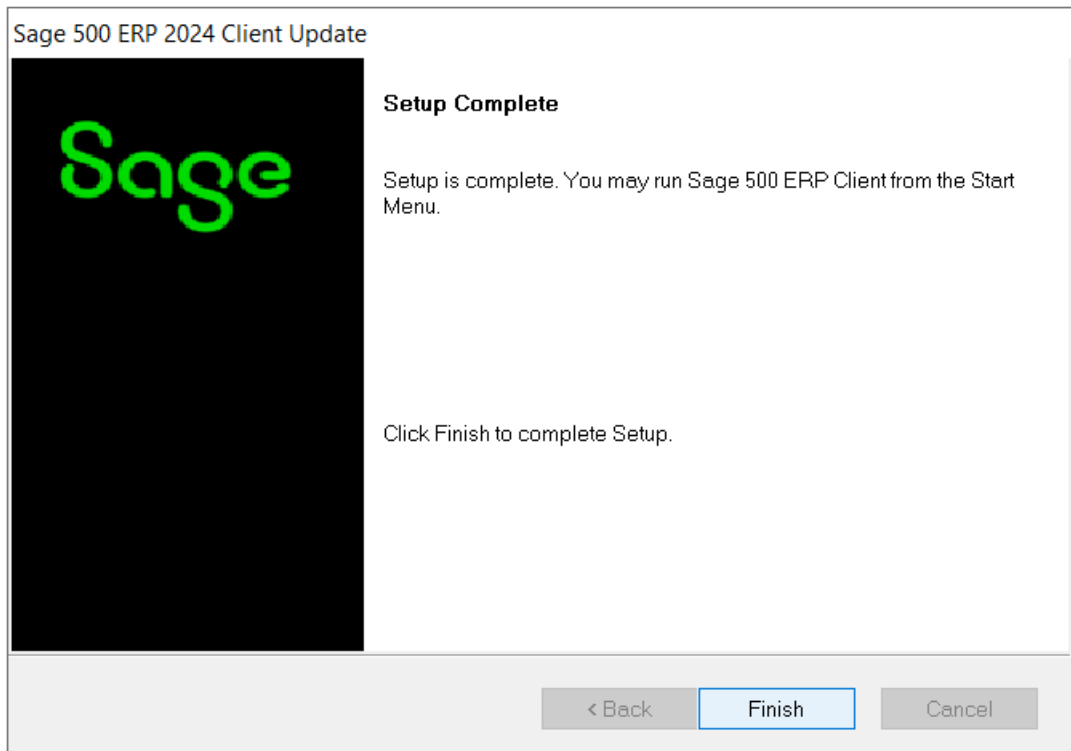 Sage 500 ERP 2024 Client Update
Sage
Setup Complete
Setup is complete. You may run Sage 500 ERP Client from the Start
Menu.
Click Finish to complete Setup.
< Back
Finish
Cancel